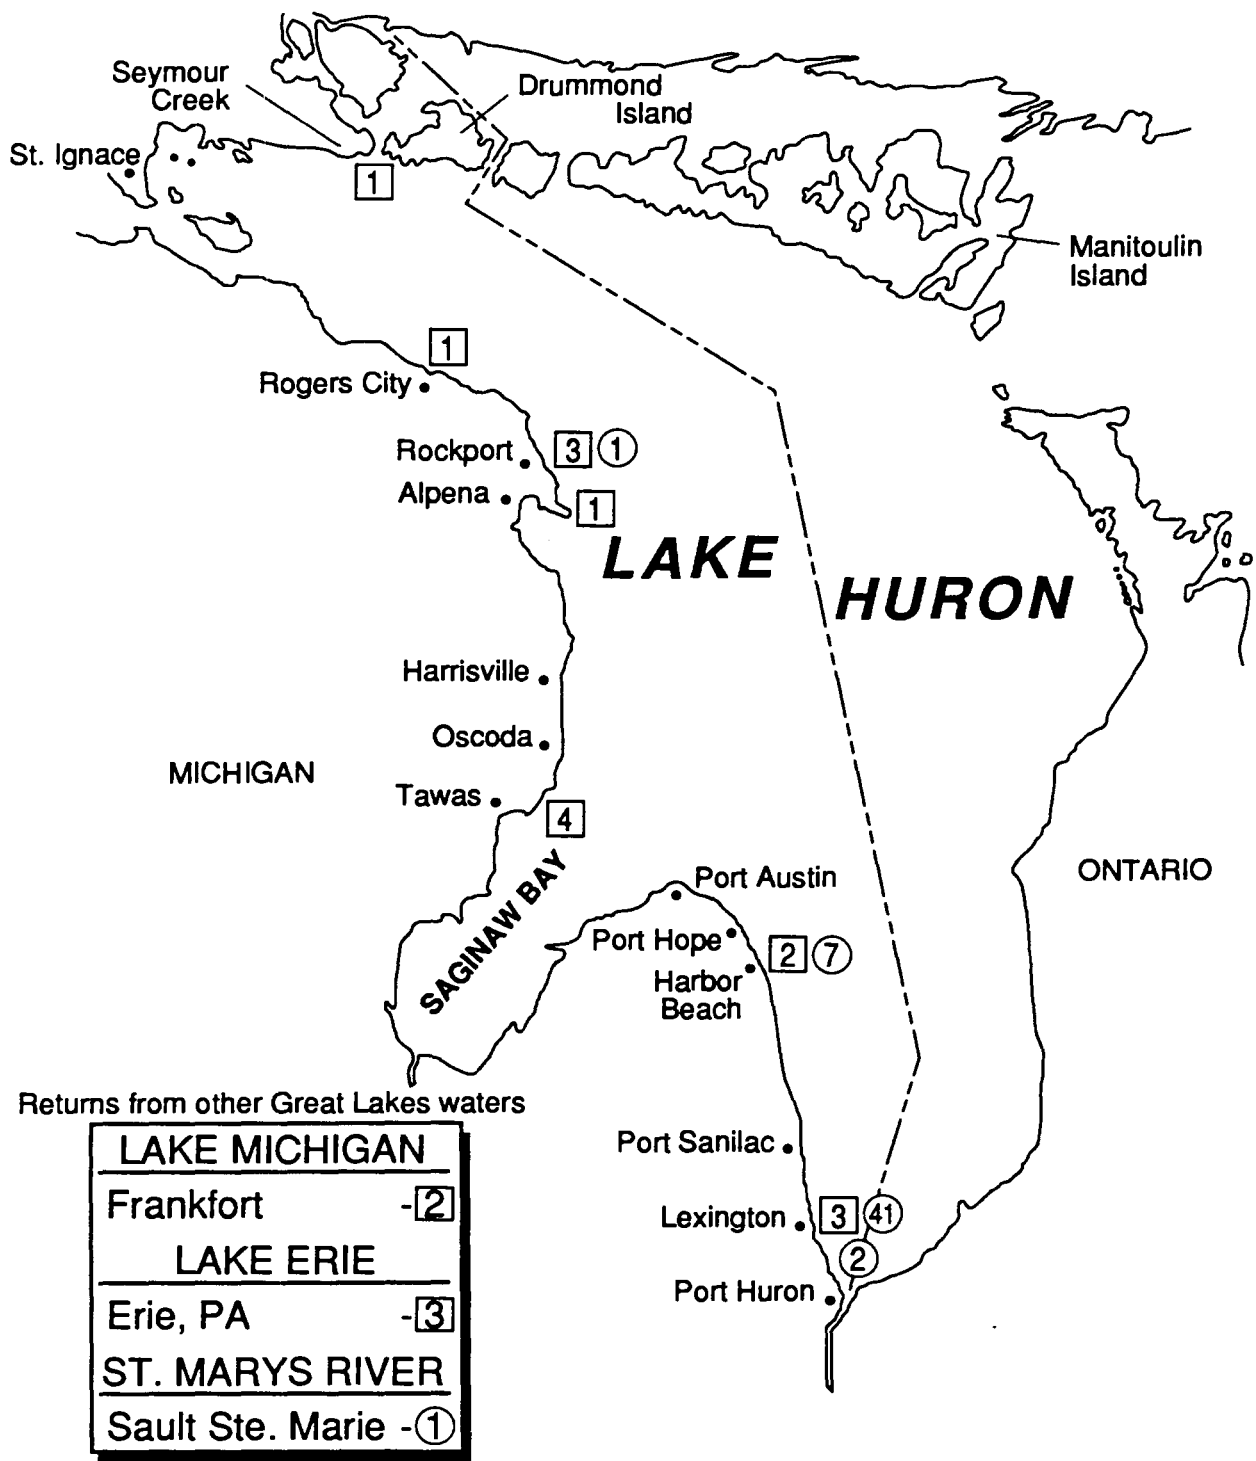 Seymour
Creek
Drummond
Island
St. Ignace
1
Manitoulin
Island
1
Rogers City
Rockport
3 1
Alpena
1
LAKE
HURON
Harrisville
Oscoda
MICHIGAN
Tawas
4
SAGINAW BAY
Port Austin
ONTARIO
Port Hope
2 7
Harbor
Beach
Returns from other Great Lakes waters
LAKE MICHIGAN
Frankfort -2
LAKE ERIE
Erie, PA -3
ST. MARYS RIVER
Sault Ste. Marie -1
Port Sanilac
Lexington
3 41
2
Port Huron